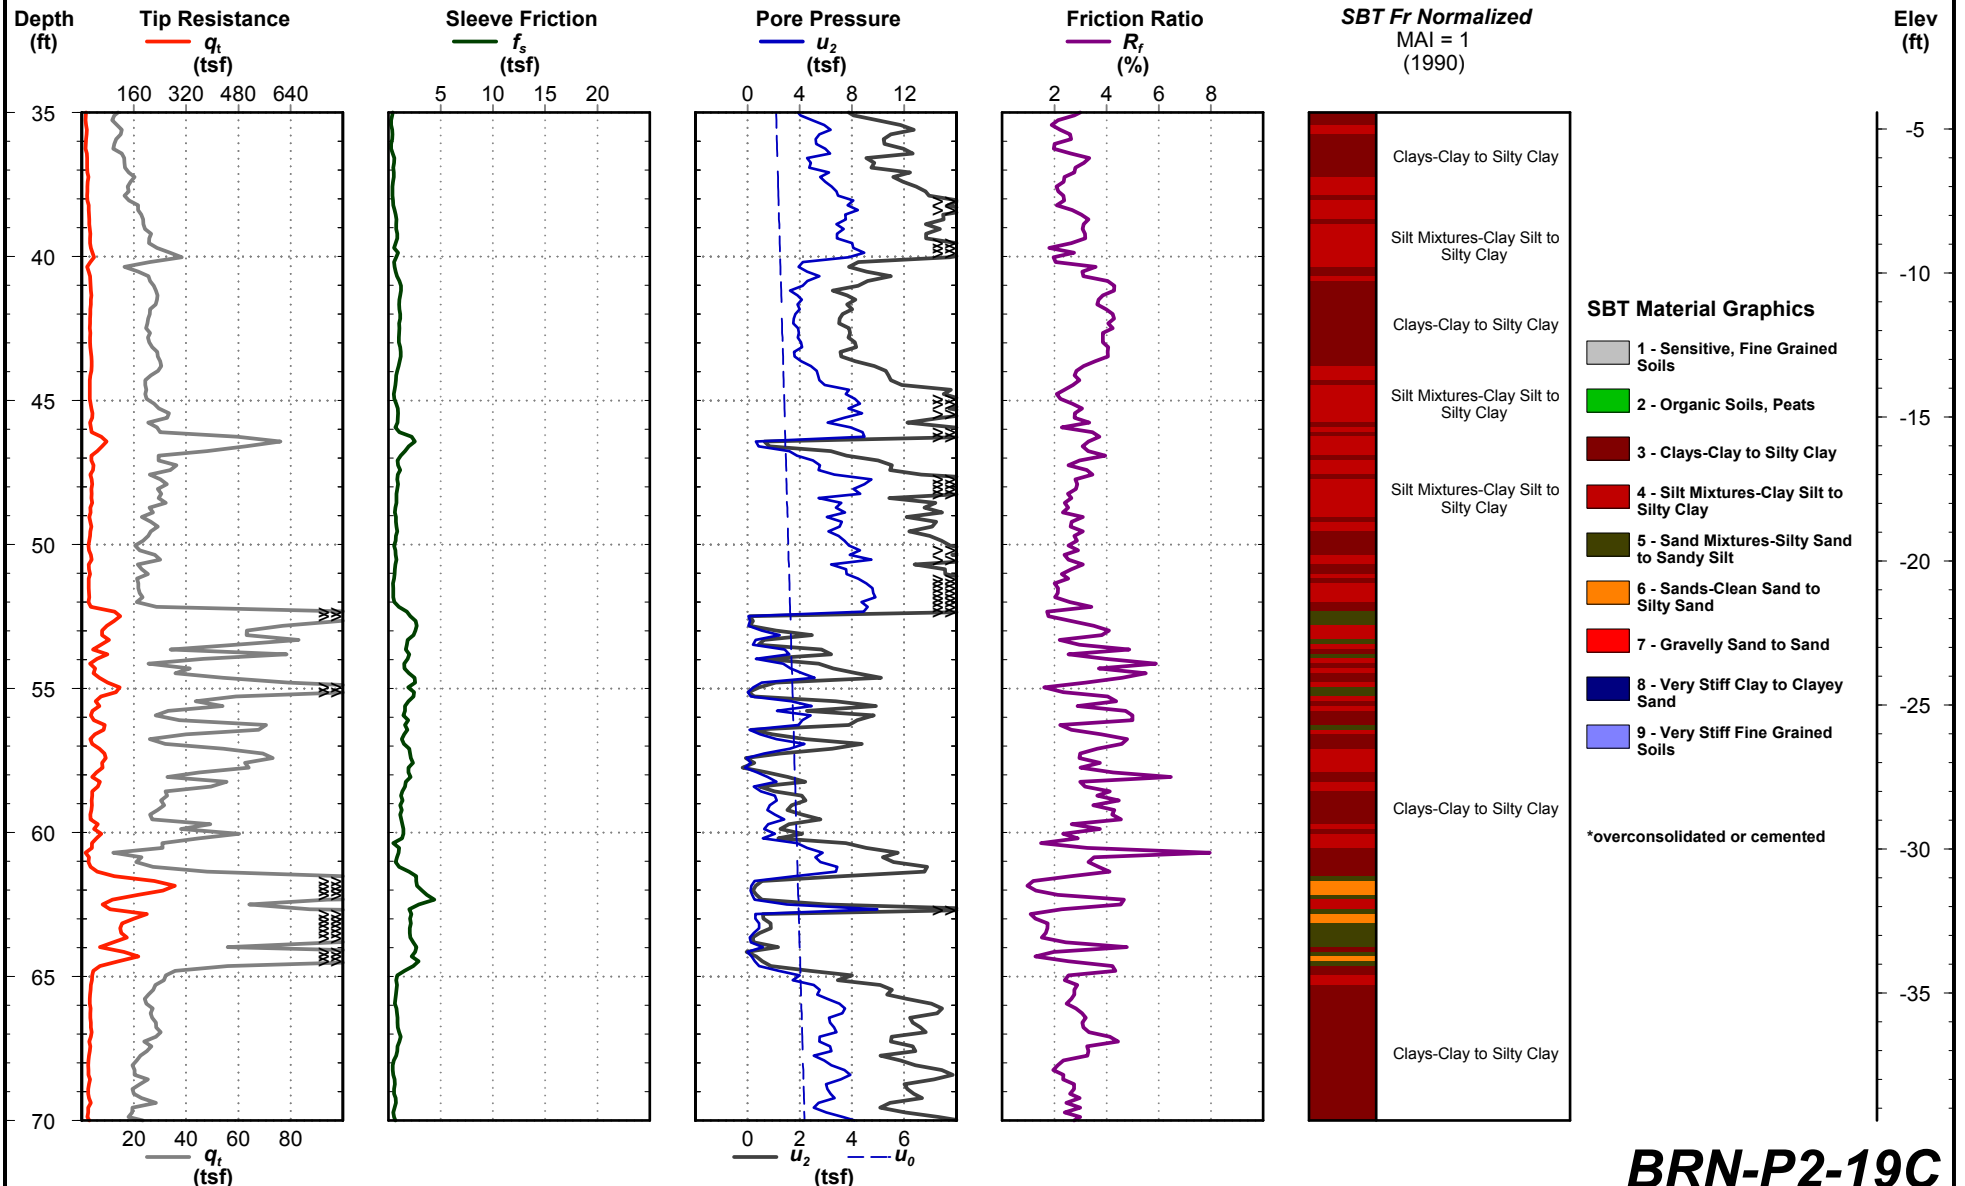 Depth
(ft)
Tip Resistance
qt
(tsf)
Sleeve Friction
fs
(tsf)
Pore Pressure
u2
(tsf)
Friction Ratio
Rf
(%)
SBT Fr Normalized
MAI = 1
(1990)
Elev
(ft)
160 320 480 640
5 10 15 20
0 4 8 12
2 4 6 8
35
40
45
50
55
60
65
70
Clays-Clay to Silty Clay
Silt Mixtures-Clay Silt to
Silty Clay
Clays-Clay to Silty Clay
Silt Mixtures-Clay Silt to
Silty Clay
Silt Mixtures-Clay Silt to
Silty Clay
Clays-Clay to Silty Clay
Clays-Clay to Silty Clay
SBT Material Graphics
1 - Sensitive, Fine Grained
Soils
2 - Organic Soils, Peats
3 - Clays-Clay to Silty Clay
4 - Silt Mixtures-Clay Silt to
Silty Clay
5 - Sand Mixtures-Silty Sand
to Sandy Silt
6 - Sands-Clean Sand to
Silty Sand
7 - Gravelly Sand to Sand
8 - Very Stiff Clay to Clayey
Sand
9 - Very Stiff Fine Grained
Soils
*overconsolidated or cemented
-5
-10
-15
-20
-25
-30
-35
20 40 60 80
qt
(tsf)
0 2 4 6
u2 u0
(tsf)
BRN-P2-19C